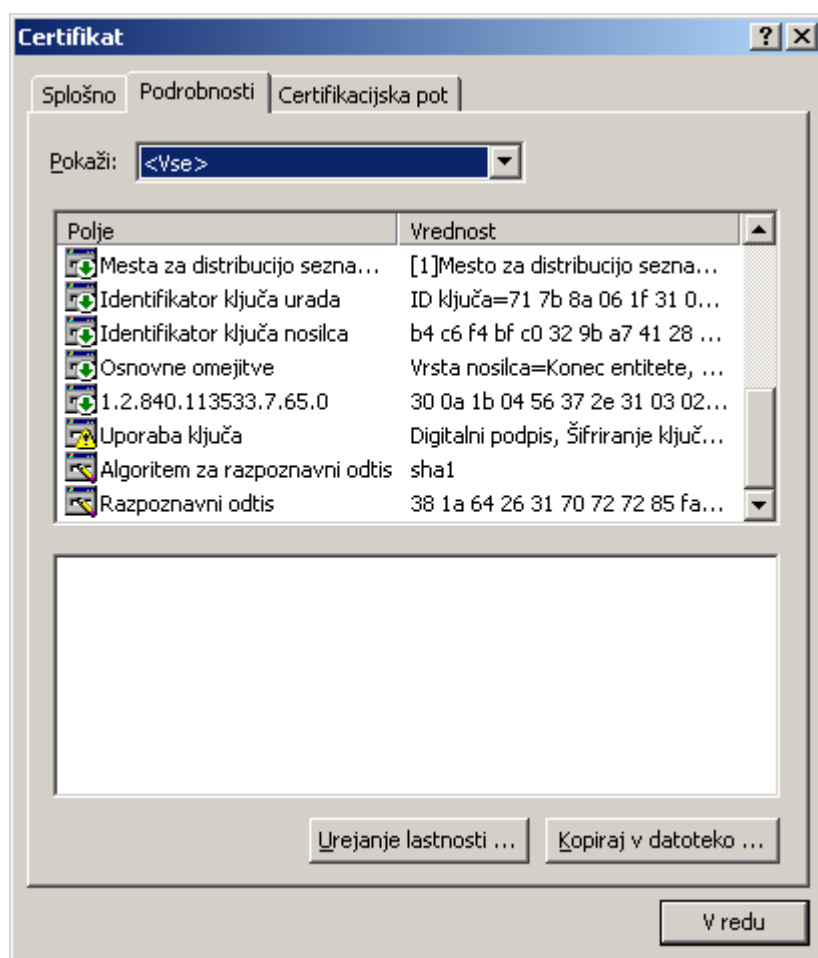 Certifikat
Splošno Podrobnosti Certifikacijska pot
Pokaži: <Vse>
Polje Vrednost
Mesta za distribucijo sezna... [1]Mesto za distribucijo sezna...
Identifikator ključa urada ID ključa=71 7b 8a 06 1f 31 0...
Identifikator ključa nosilca b4 c6 f4 bf c0 32 9b a7 41 28 ...
Osnovne omejitve Vrsta nosilca=Konec entitete, ...
1.2.840.113533.7.65.0 30 0a 1b 04 56 37 2e 31 03 02...
Uporaba ključa Digitalni podpis, Šifriranje ključ...
Algoritem za razpoznavni odtis sha1
Razpoznavni odtis 38 1a 64 26 31 70 72 72 85 fa...
Urejanje lastnosti ... Kopiraj v datoteko ...
V redu